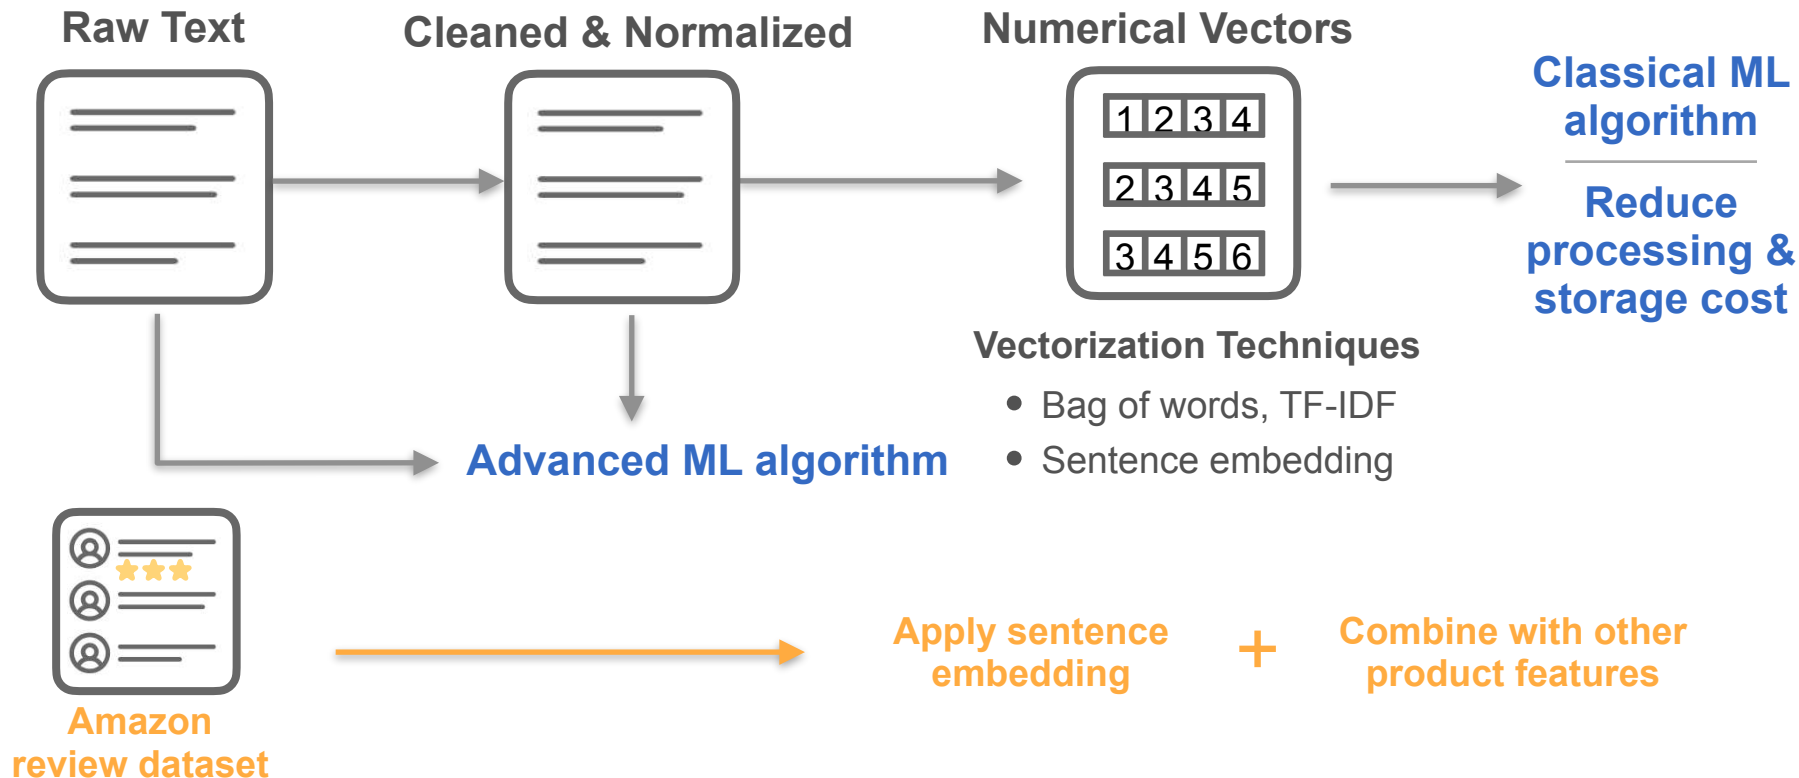 Raw Text
Cleaned & Normalized
Numerical Vectors
1 2 3 4
2 3 4 5
3 4 5 6
Classical ML
algorithm
Reduce
processing &
storage cost
Vectorization Techniques
• Bag of words, TF-IDF
• Sentence embedding
Advanced ML algorithm
Amazon
review dataset
Apply sentence
embedding
+
Combine with other
product features